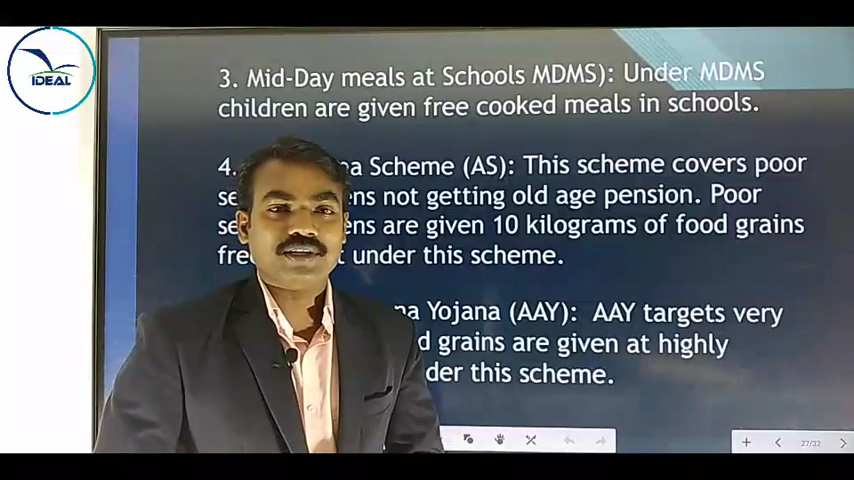 IDEAL
3. Mid-Day meals at Schools MDMS): Under MDMS
children are given free cooked meals in schools.
4. na Scheme (AS): This scheme covers poor
se ens not getting old age pension. Poor
se ens are given 10 kilograms of food grains
fre t under this scheme.
na Yojana (AAY): AAY targets very
d grains are given at highly
der this scheme.
27/32